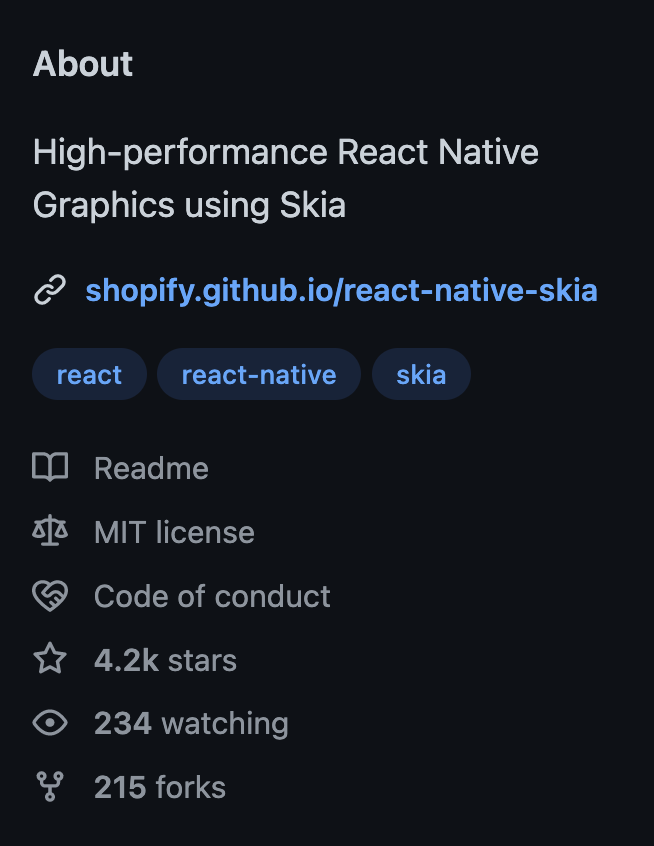 About
High-performance React Native
Graphics using Skia
shopify.github.io/react-native-skia
react react-native skia
Readme
MIT license
Code of conduct
4.2k stars
234 watching
215 forks